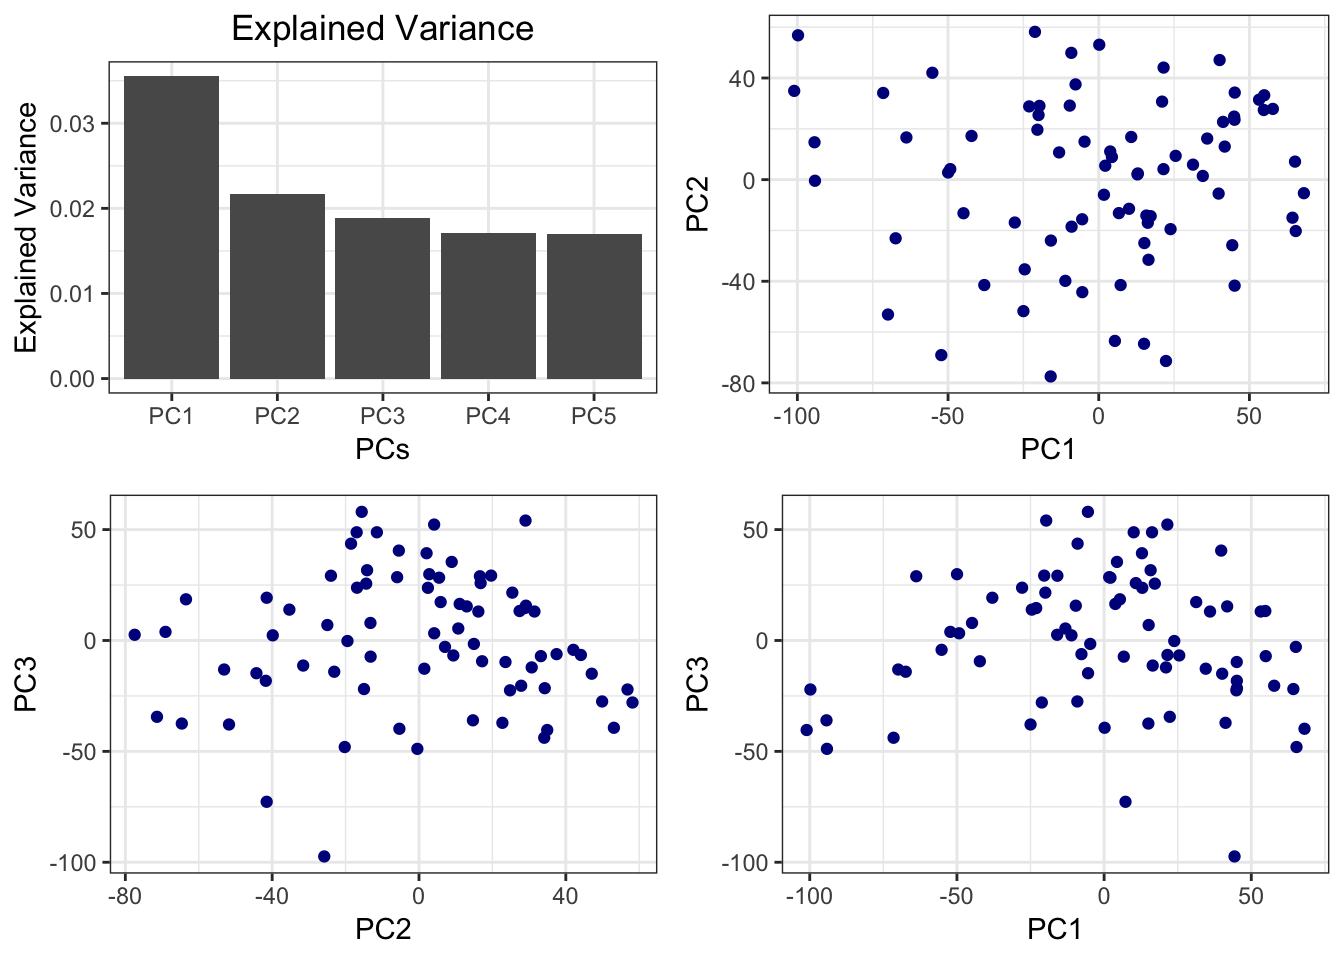 Explained Variance
Explained Variance
0.03
0.02
0.01
0.00
PC1 PC2 PC3 PC4 PC5
PCs
PC2
40
0
-40
-80
-100 -50 0 50
PC1
PC3
50
0
-50
-100
-80 -40 0 40
PC2
PC3
50
0
-50
-100
-100 -50 0 50
PC1